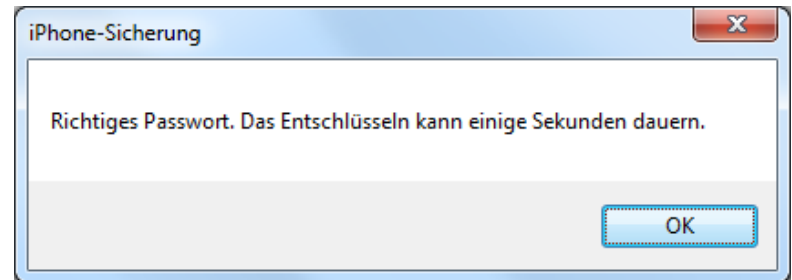 iPhone-Sicherung
Richtiges Passwort. Das Entschlüsseln kann einige Sekunden dauern.
OK